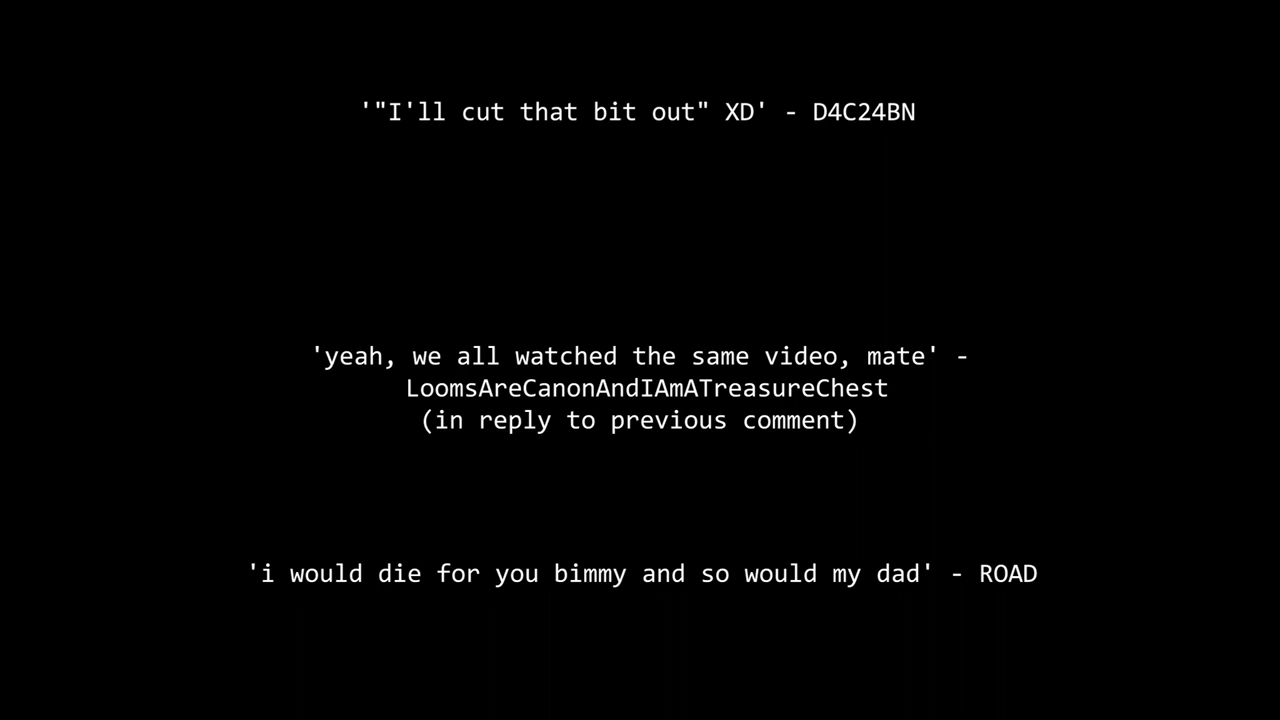 '"I'll cut that bit out" XD' - D4C24BN
'yeah, we all watched the same video, mate' -
LoomsAreCanonAndIAmATreasureChest
(in reply to previous comment)
'i would die for you bimmy and so would my dad' - ROAD